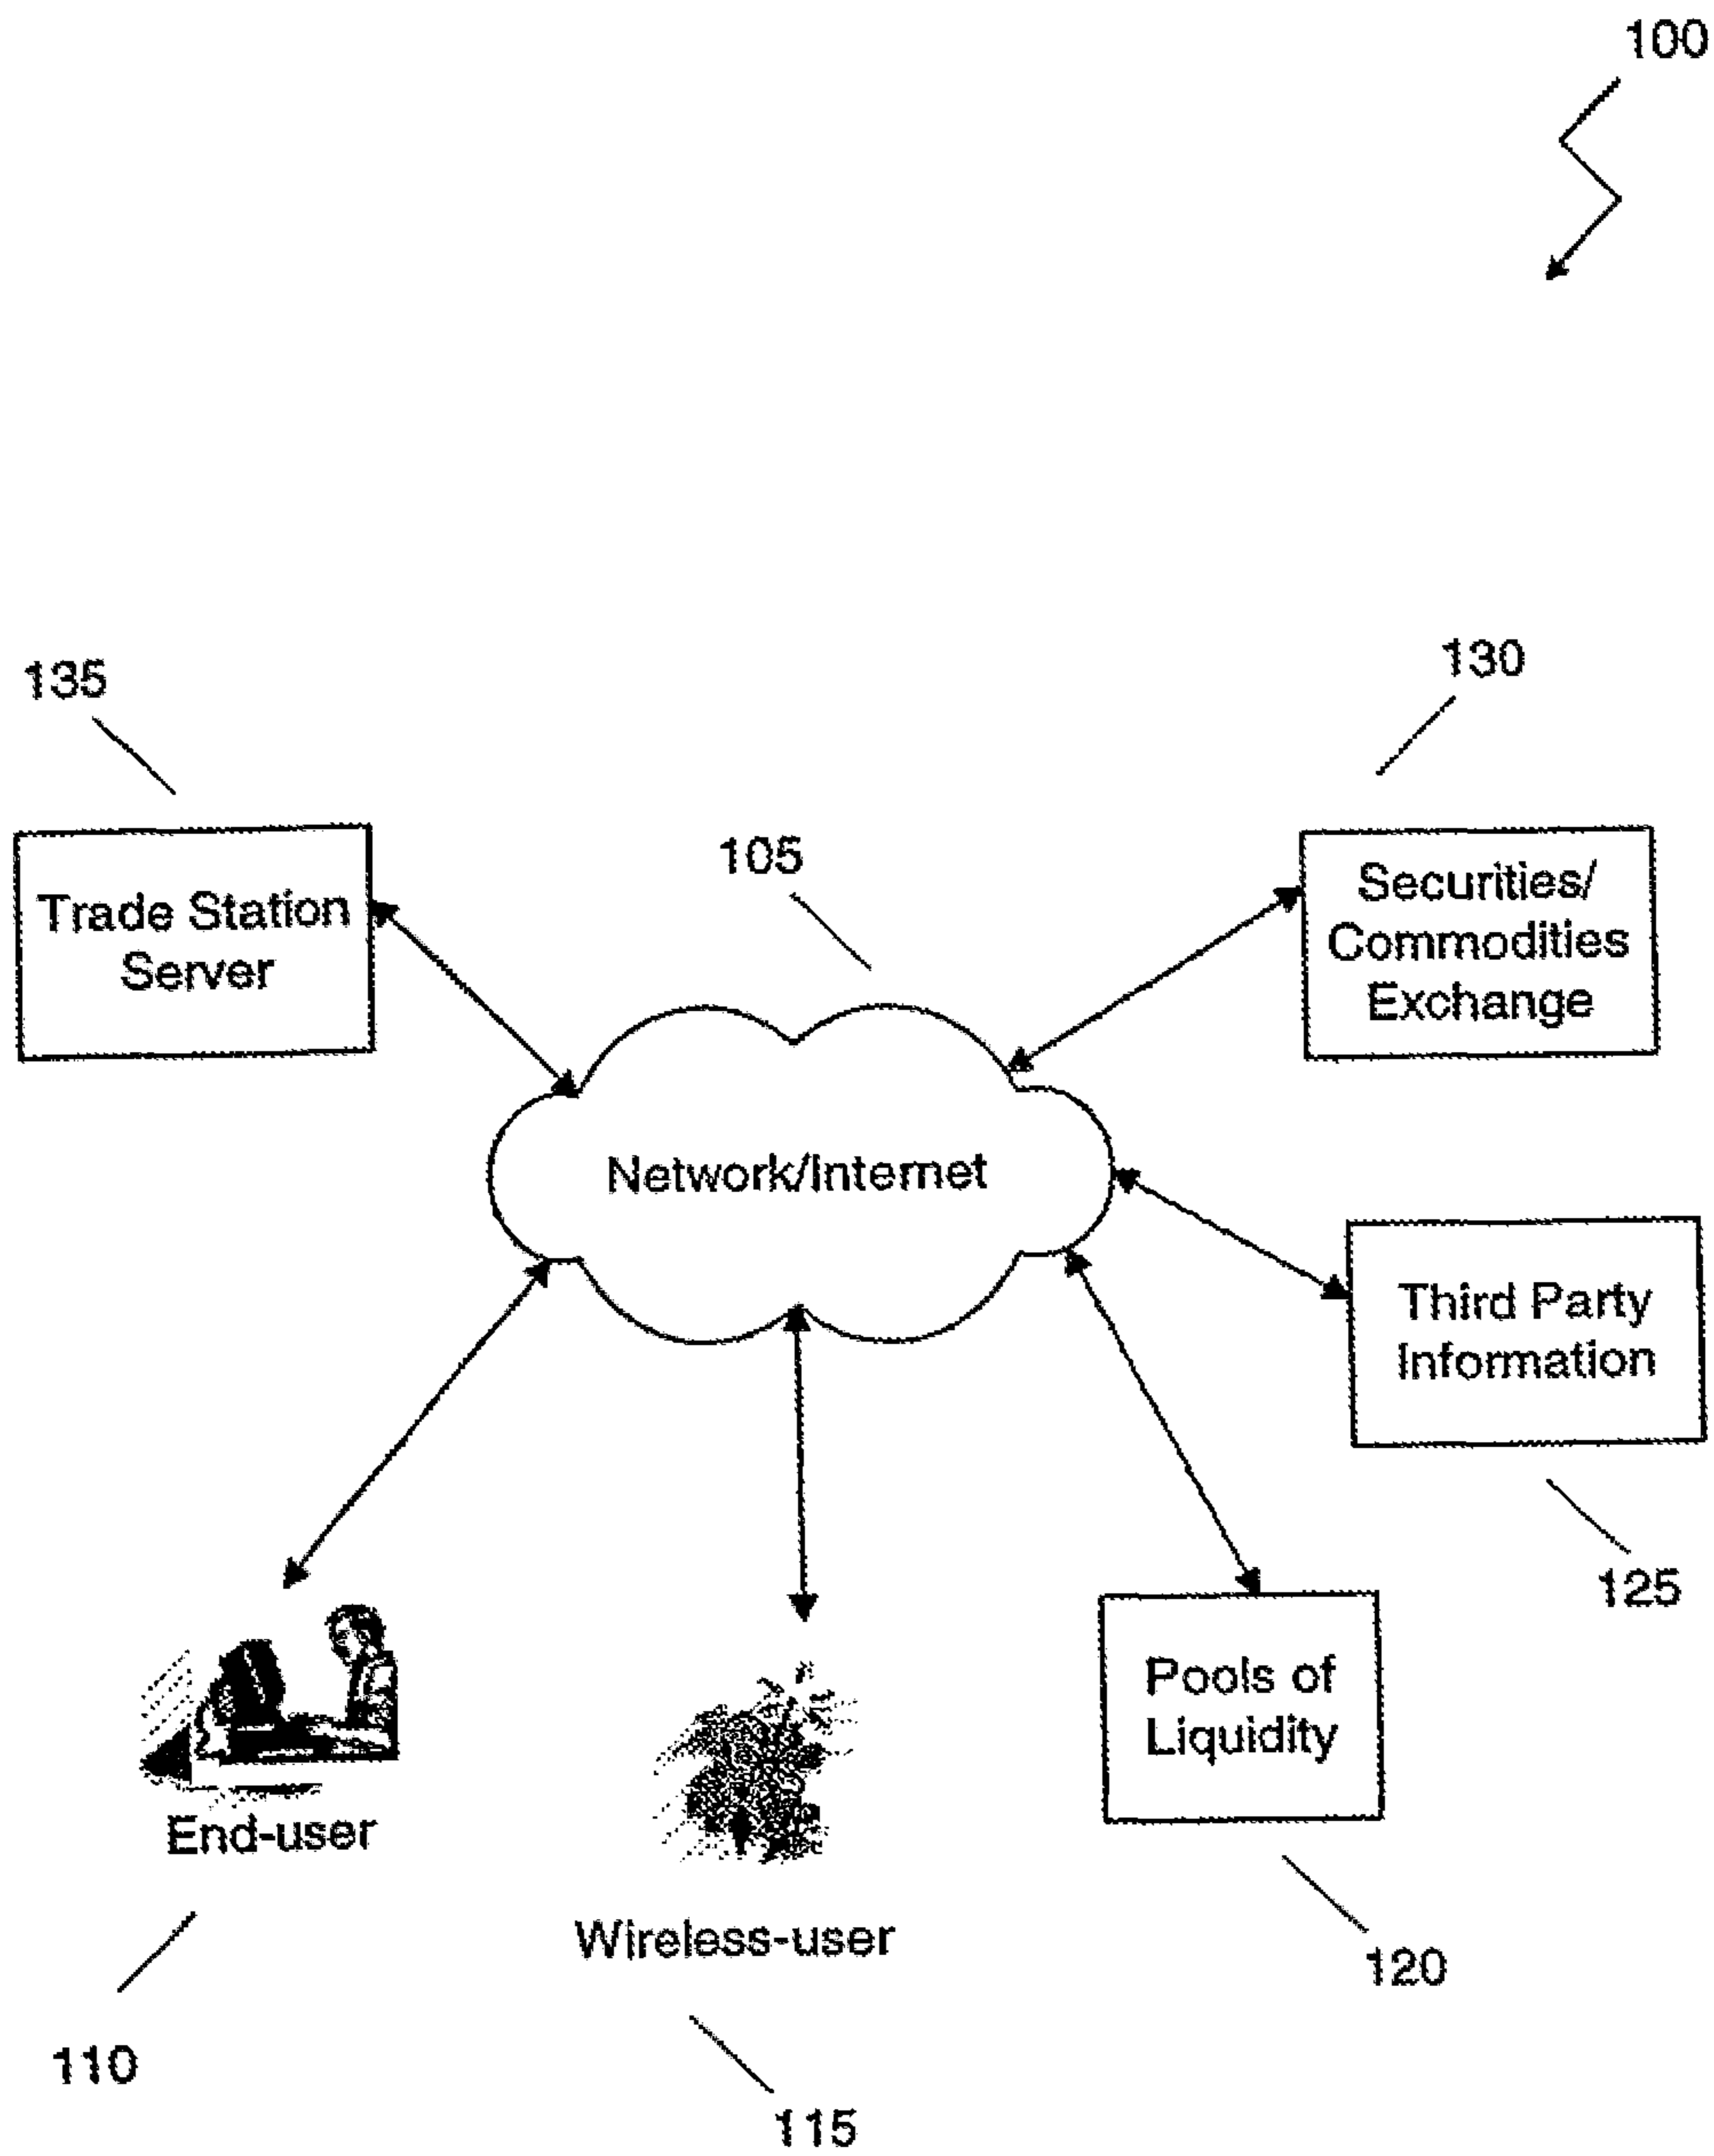 100
135
130
Trade Station
Server
105
Securities/
Commodities
Exchange
Network/Internet
Third Party
Information
125
Pools of
Liquidity
End-user
Wireless-user
120
110
115